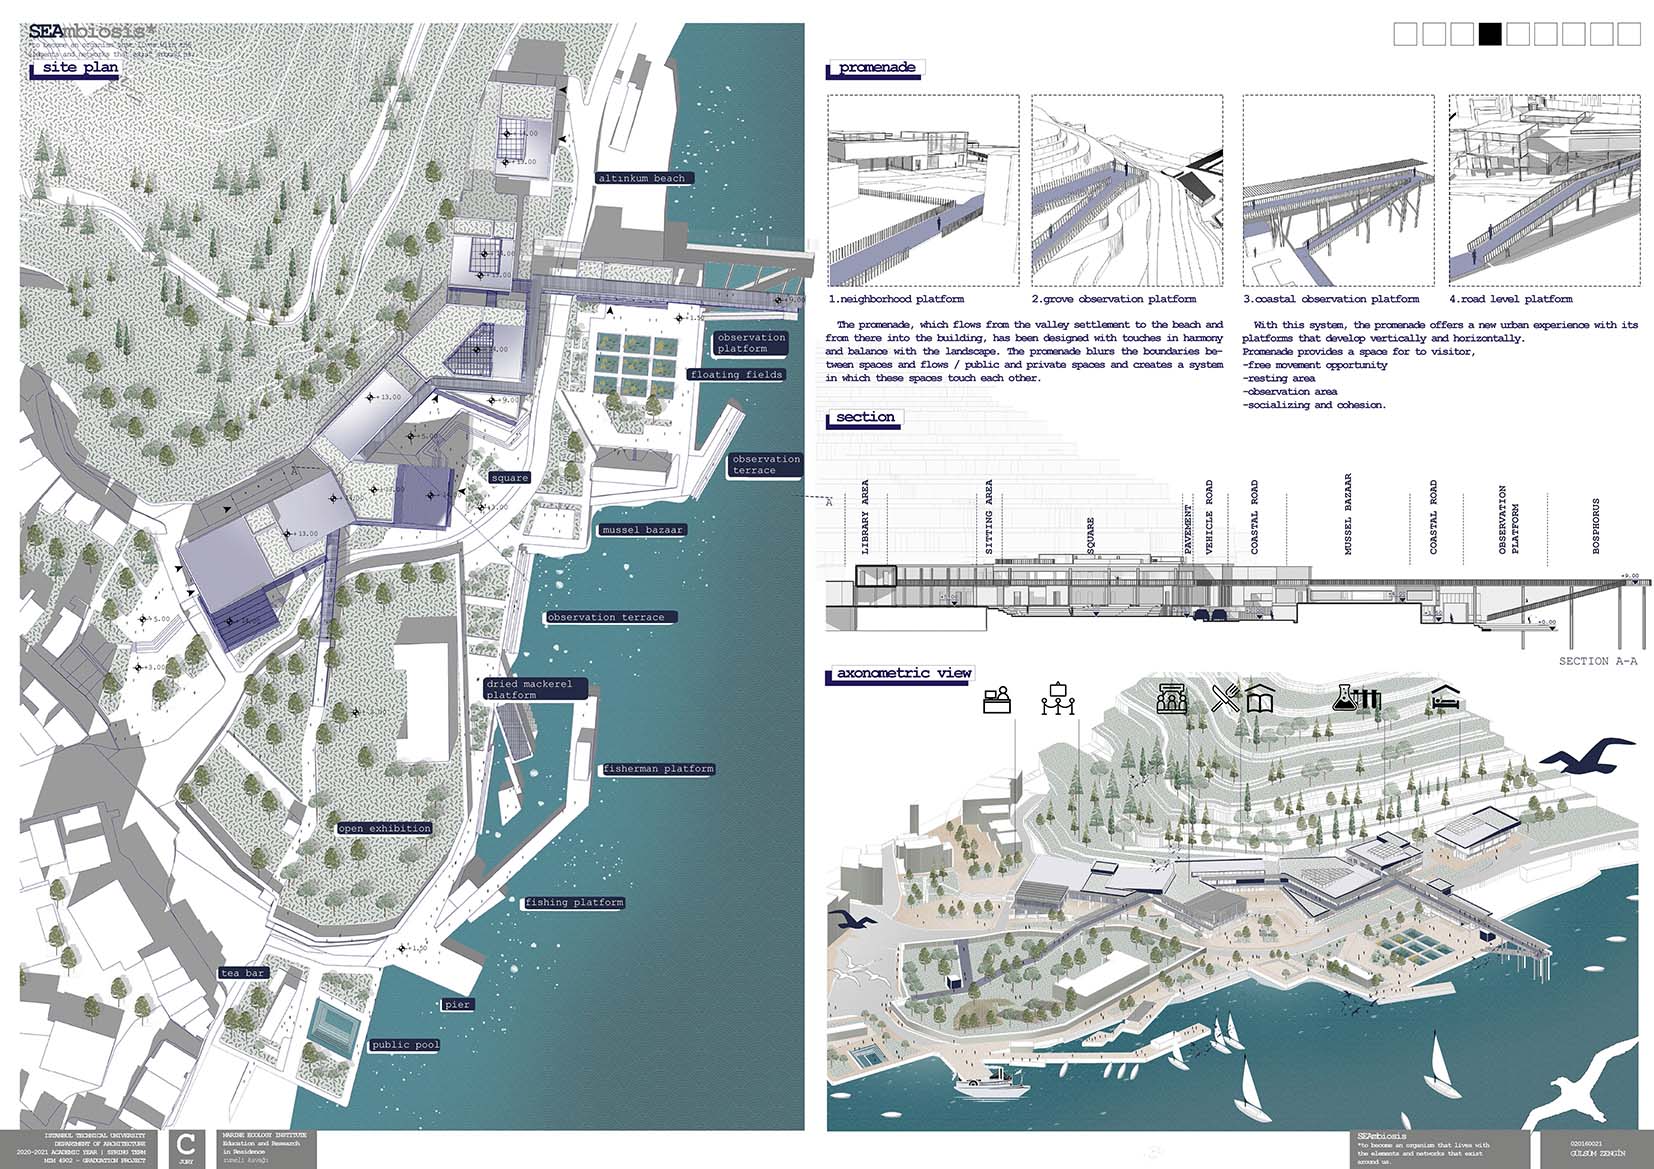 SEAmbiosis*
*to become an organism that lives with the
elements and networks that exist around us.
site plan
altınkum beach
observation
platform
floating fields
observation
terrace
square
mussel bazaar
observation terrace
dried mackerel
platform
fisherman platform
open exhibition
fishing platform
tea bar
pier
public pool
+13.00
+13.00
+9.00
+9.00
+5.00
+3.00
+13.00
+5.00
+3.00
+1.50
+1.50
A
promenade
1.neighborhood platform
2.grove observation platform
3.coastal observation platform
4.road level platform
The promenade, which flows from the valley settlement to the beach and
from there into the building, has been designed with touches in harmony
and balance with the landscape. The promenade blurs the boundaries be-
tween spaces and flows / public and private spaces and creates a system
in which these spaces touch each other.
With this system, the promenade offers a new urban experience with its
platforms that develop vertically and horizontally.
Promenade provides a space for to visitor,
-free movement opportunity
-resting area
-observation area
-socializing and cohesion.
section
A
LIBRARY AREA
SITTING AREA
SQUARE
PAVEMENT
VEHICLE ROAD
COASTAL ROAD
MUSSEL BAZAAR
COASTAL ROAD
OBSERVATION
PLATFORM
BOSPHORUS
+9.00
+0.00
SECTION A-A
axonometric view
ISTANBUL TECHNICAL UNIVERSITY
DEPARTMENT OF ARCHITECTURE
2020-2021 ACADEMIC YEAR | SPRING TERM
MIM 4902 - GRADUATION PROJECT
C
JURY
MARINE ECOLOGY INSTITUTE
Education and Research
in Residence
rumeli kavağı
SEAmbiosis
*to become an organism that lives with
the elements and networks that exist
around us.
020160021
GÜLSÜM ZENGİN